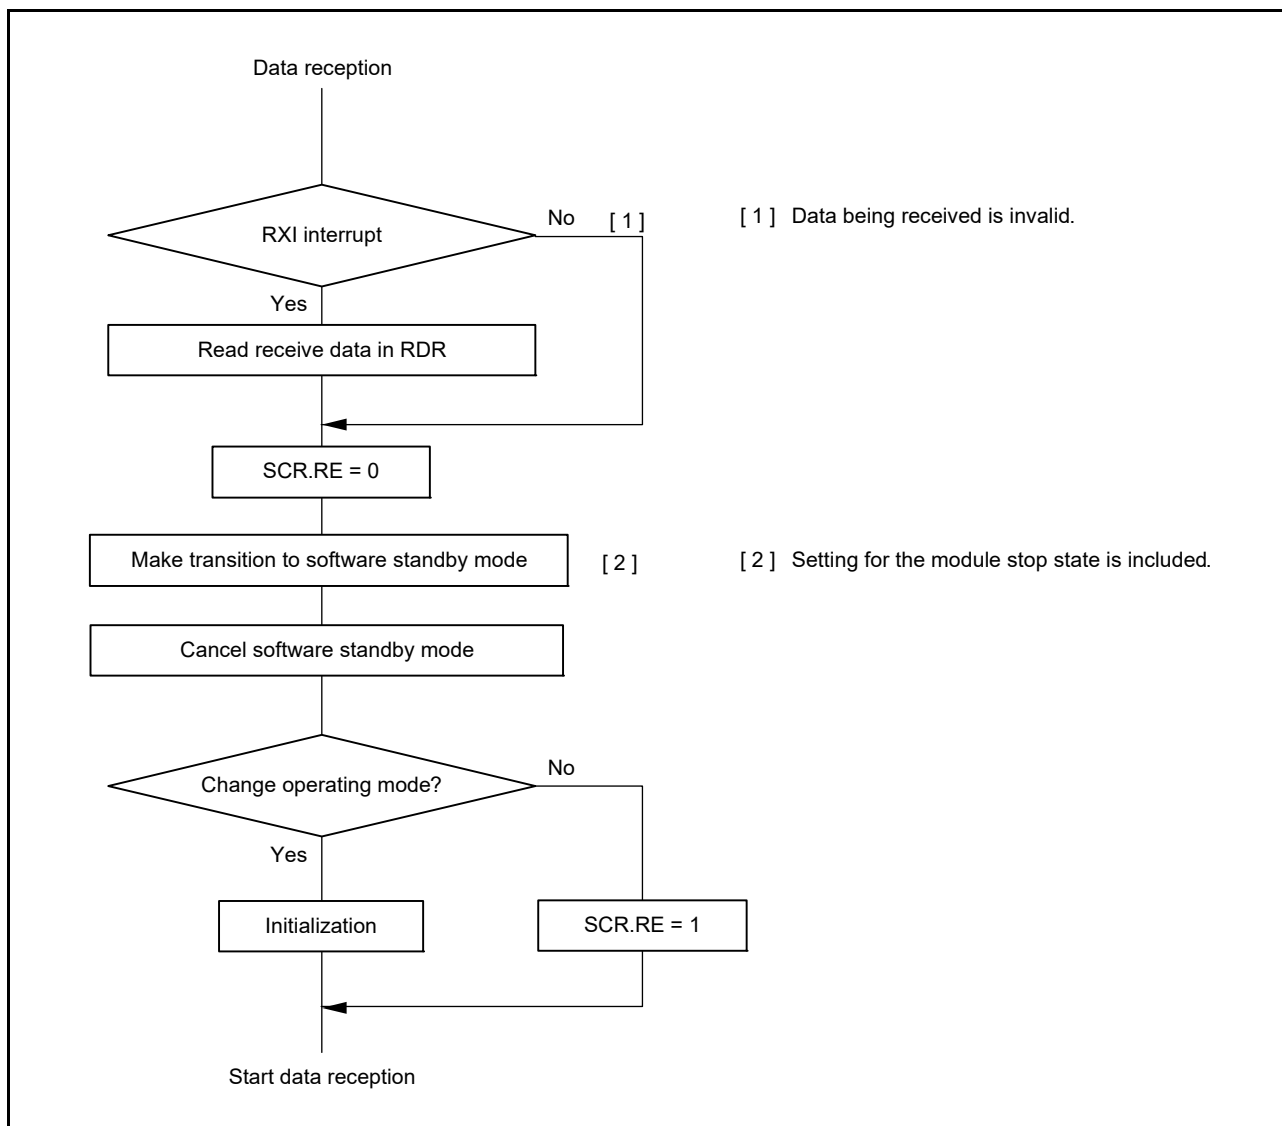 Data reception
RXI interrupt
No
[ 1 ]
[ 1 ] Data being received is invalid.
Yes
Read receive data in RDR
SCR.RE = 0
Make transition to software standby mode
[ 2 ]
[ 2 ] Setting for the module stop state is included.
Cancel software standby mode
Change operating mode?
No
Yes
Initialization
SCR.RE = 1
Start data reception